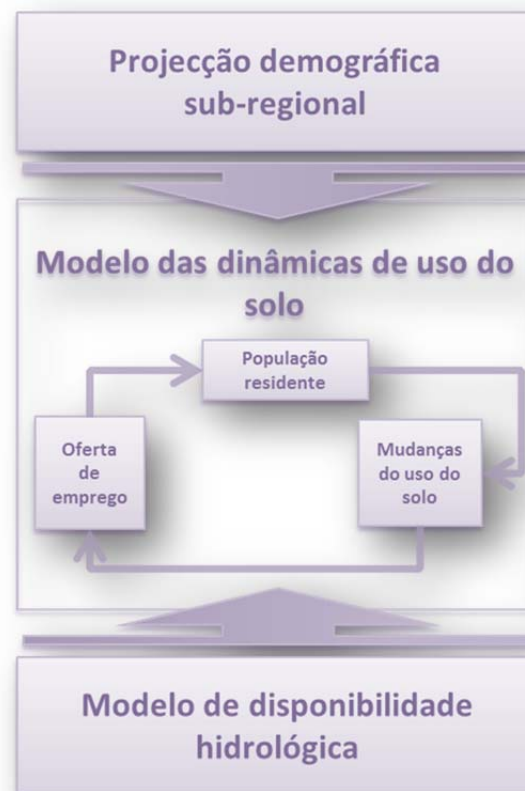 Projecção demográfica
sub-regional
Modelo das dinâmicas de uso do
solo
População
residente
Oferta
de
emprego
Mudanças
do uso do
solo
Modelo de disponibilidade
hidrológica